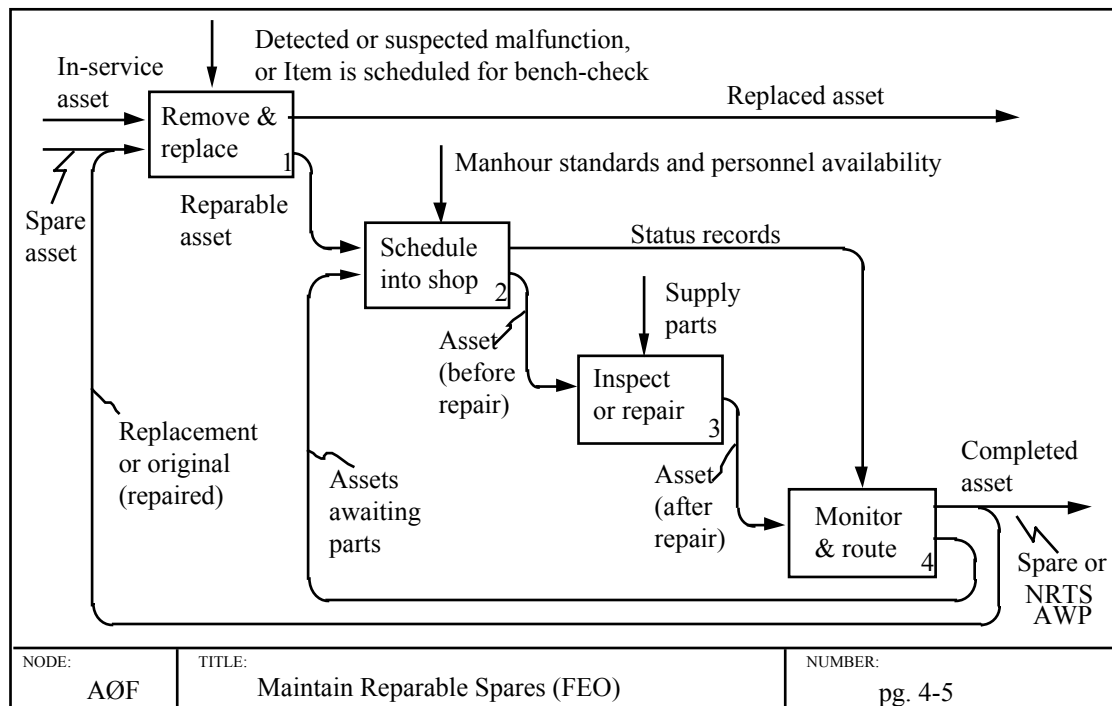 Detected or suspected malfunction,
or Item is scheduled for bench-check
In-service
asset
Remove &
replace
1
Replaced asset
Spare
asset
Reparable
asset
Manhour standards and personnel availability
Schedule
into shop
2
Status records
Supply
parts
Asset
(before
repair)
Inspect
or repair
3
Replacement
or original
(repaired)
Assets
awaiting
parts
Asset
(after
repair)
Monitor
& route
4
Completed
asset
Spare or
NRTS
AWP
NODE:
AØF
TITLE:
Maintain Reparable Spares (FEO)
NUMBER:
pg. 4-5